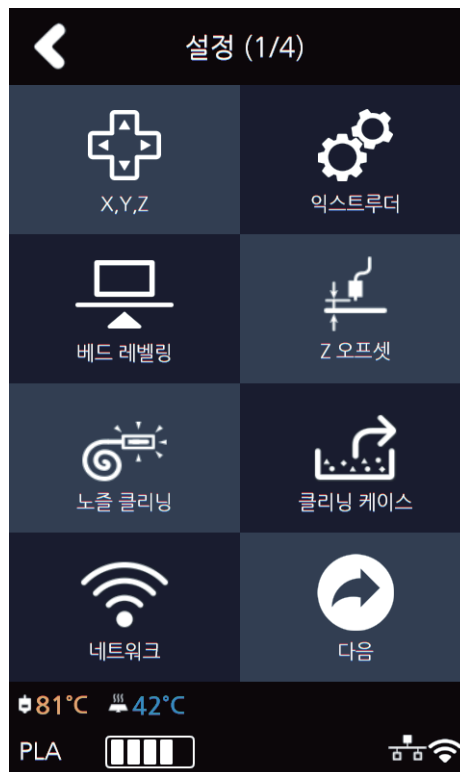 설정 (1/4)
X,Y,Z
익스트루더
베드 레벨링
Z 오프셋
노즐 클리닝
클리닝 케이스
네트워크
다음
81°C 42°C
PLA